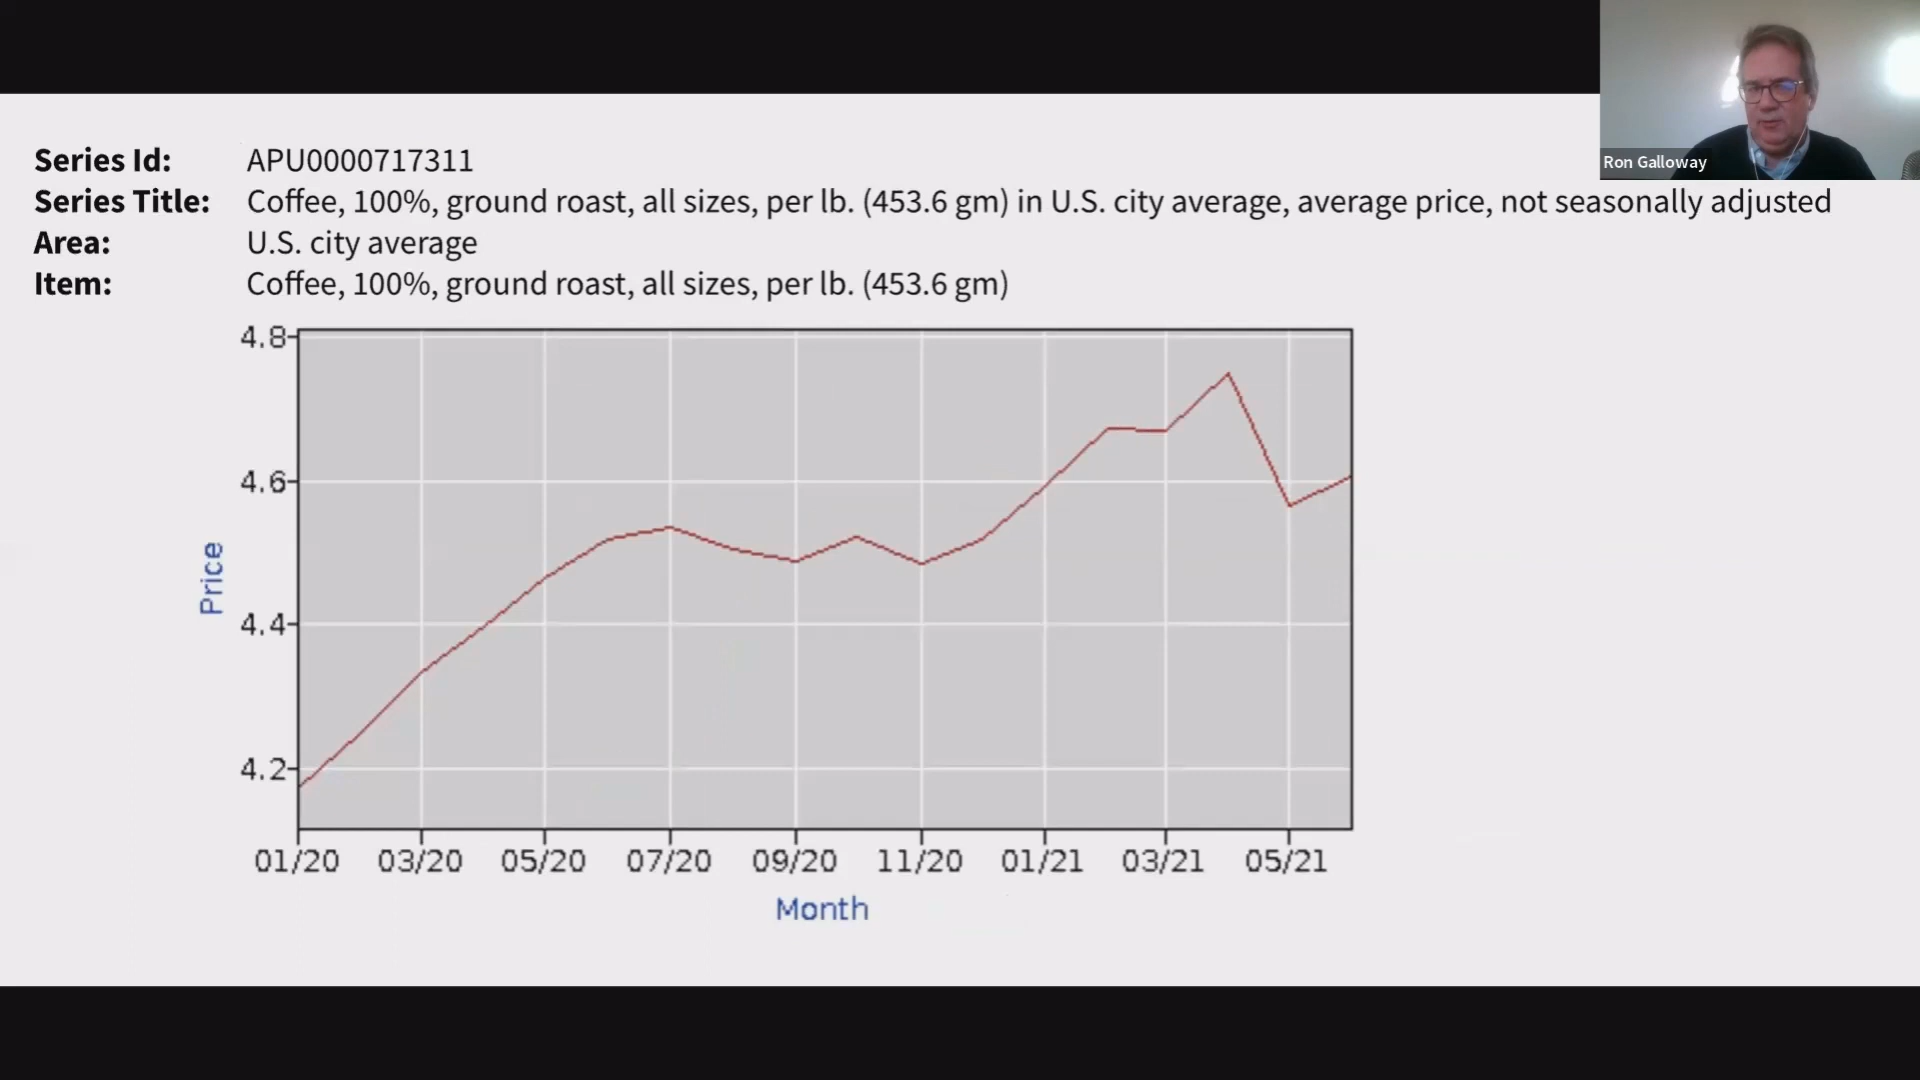 Ron Galloway
Series Id: APU0000717311
Series Title: Coffee, 100%, ground roast, all sizes, per lb. (453.6 gm) in U.S. city average, average price, not seasonally adjusted
Area: U.S. city average
Item: Coffee, 100%, ground roast, all sizes, per lb. (453.6 gm)
4.8
4.6
4.4
4.2
Price
01/20 03/20 05/20 07/20 09/20 11/20 01/21 03/21 05/21
Month